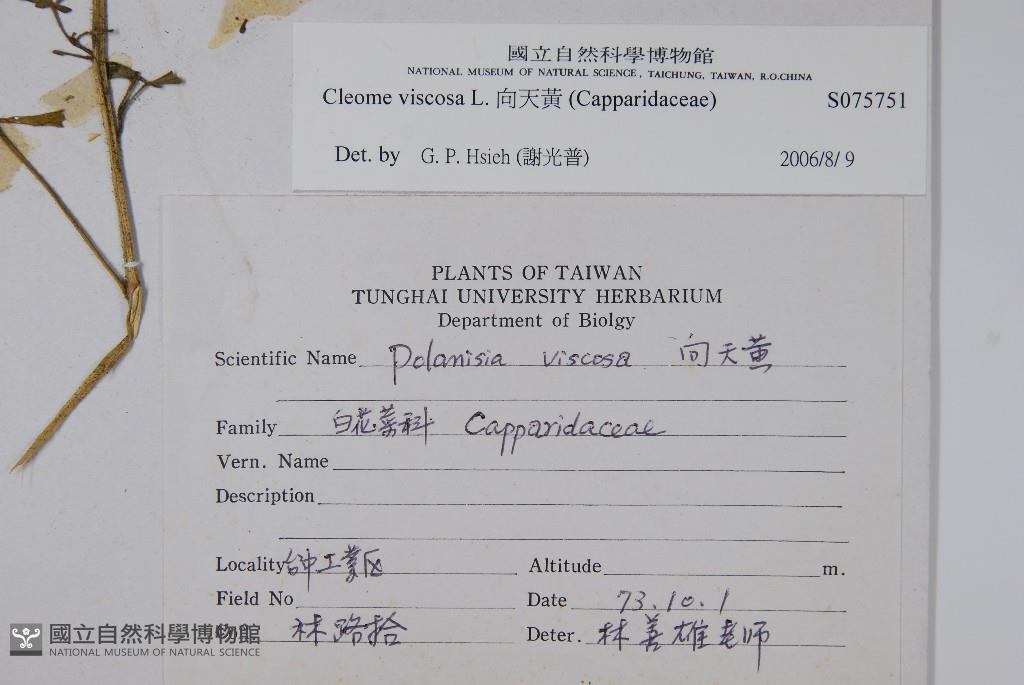 國立自然科學博物館
NATIONAL MUSEUM OF NATURAL SCIENCE, TAICHUNG, TAIWAN, R.O.CHINA
Cleome viscosa L. 向天黃 (Capparidaceae) S075751
Det. by G. P. Hsieh (謝光普) 2006/8/9
PLANTS OF TAIWAN
TUNGHAI UNIVERSITY HERBARIUM
Department of Biolgy
Scientific Name Polanisia viscosa 向天黄
Family 白花菜科 Capparidaceae
Vern. Name
Description
Locality 台中工業区 Altitude m.
Field No Date 73.10.1
林路拾 Deter. 林善雄老师
國立自然科學博物館
NATIONAL MUSEUM OF NATURAL SCIENCE